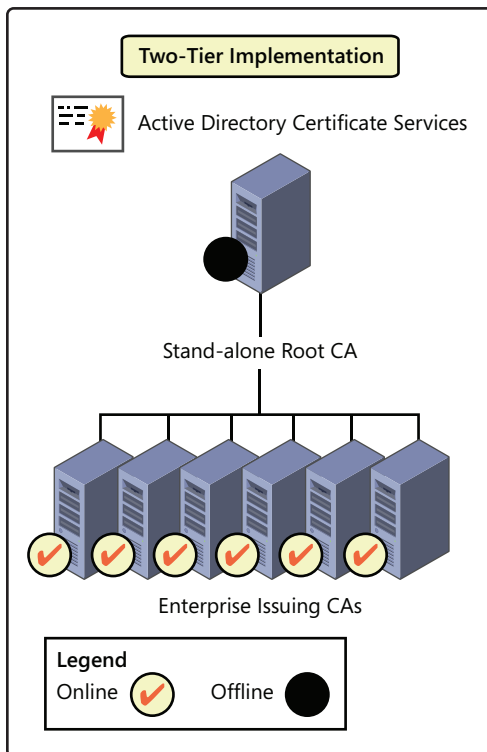 Two-Tier Implementation
Active Directory Certificate Services
Stand-alone Root CA
Enterprise Issuing CAs
Legend
Online Offline